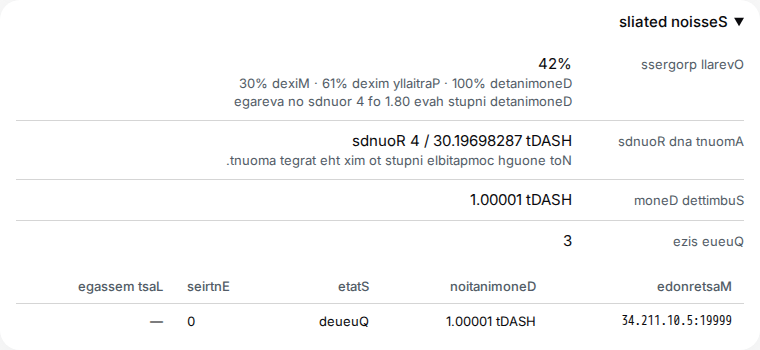 sliated noisseS ▼
ssergorp llarevO
42%
30% dexiM · 61% dexim yllaitraP · 100% detanimoneD
egareva no sdnuor 4 fo 1.80 evah stupni detanimoneD
sdnuoR dna tnuomA
sdnuoR 4 / 30.19698287 tDASH
.tnuoma tegrat eht xim ot stupni elbitapmoc hguone toN
moneD dettimbuS
1.00001 tDASH
ezis eueuQ
3
egassem tsaL seirtnE etatS noitanimoneD edonretsaM
— 0 deueuQ 1.00001 tDASH 34.211.10.5:19999